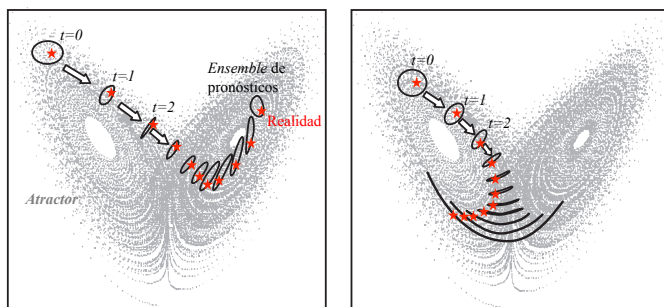 t=0
t=1
t=2
Ensemble de
pronósticos
Realidad
Atractor
t=0
t=1
t=2